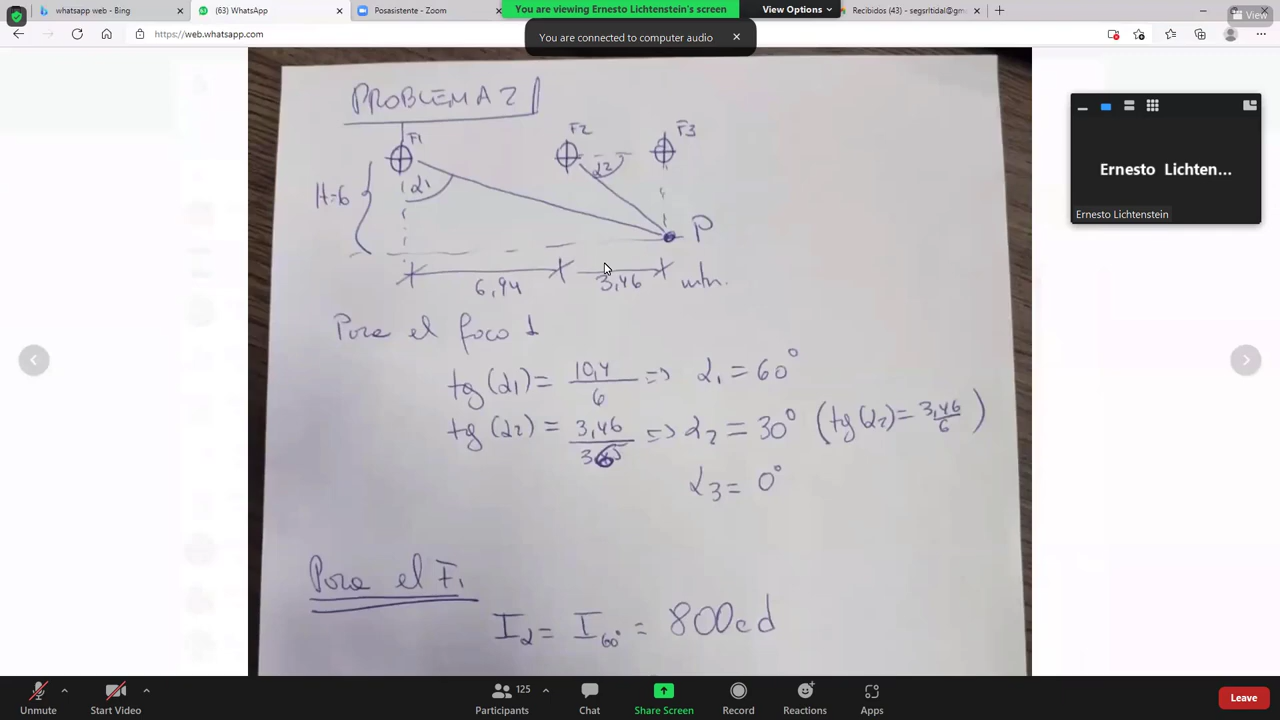 whatsapp web - Bing
(63) WhatsApp
Posasistente - Zoom
You are viewing Ernesto Lichtenstein's screen
View Options
Recibidos (43) - segsrltidal@gm
View
https://web.whatsapp.com
You are connected to computer audio
PROBLEMA 2
F1
F2
F3
H=6
α1
α2
P
6,94
3,46
mtn.
Para el foco 1
tg(α1) = 10,4 / 6 => α1 = 60°
tg(α2) = 3,46 / 3 => α2 = 30° (tg(α2) = 3,46 / 6)
α3 = 0°
Para el F1
Iα = I60° = 800cd
Ernesto Lichten...
Ernesto Lichtenstein
Unmute
Start Video
125
Participants
Chat
Share Screen
Record
Reactions
Apps
Leave